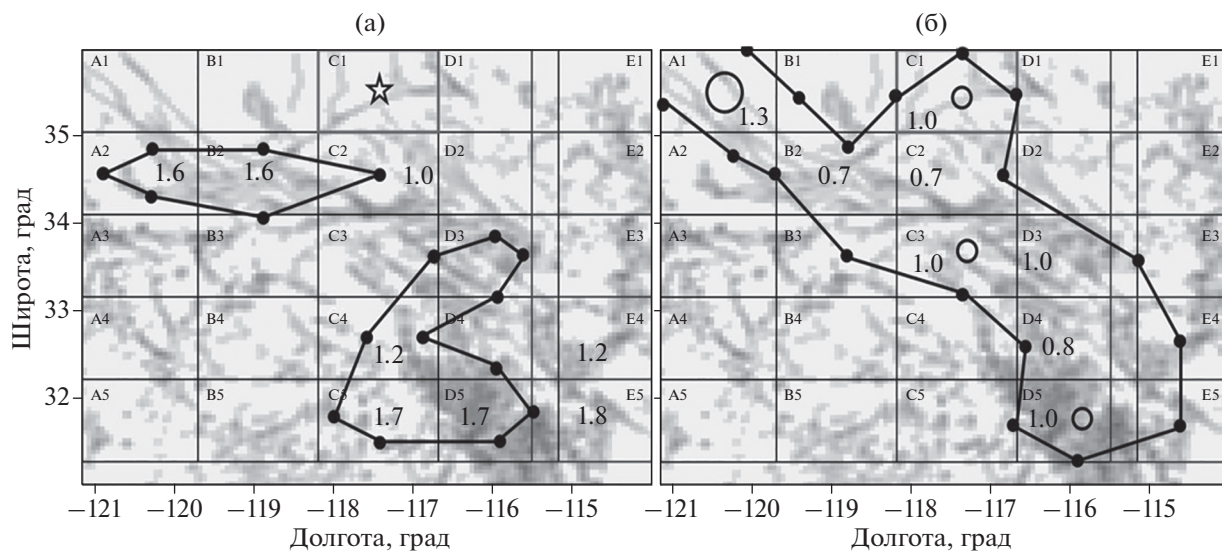 (а)
A1 B1 C1 D1 E1
35
A2 B2 C2 D2 E2
1.6 1.6 1.0
34
A3 B3 C3 D3 E3
33
A4 B4 C4 D4 E4
1.2 1.2
32
A5 B5 C5 D5 E5
1.7 1.7 1.8
−121 −120 −119 −118 −117 −116 −115
Долгота, град
Широта, град
(б)
A1 B1 C1 D1 E1
1.3 1.0
A2 B2 C2 D2 E2
0.7 0.7
A3 B3 C3 D3 E3
1.0 1.0
A4 B4 C4 D4 E4
0.8
A5 B5 C5 D5 E5
1.0
−121 −120 −119 −118 −117 −116 −115 −114
Долгота, град